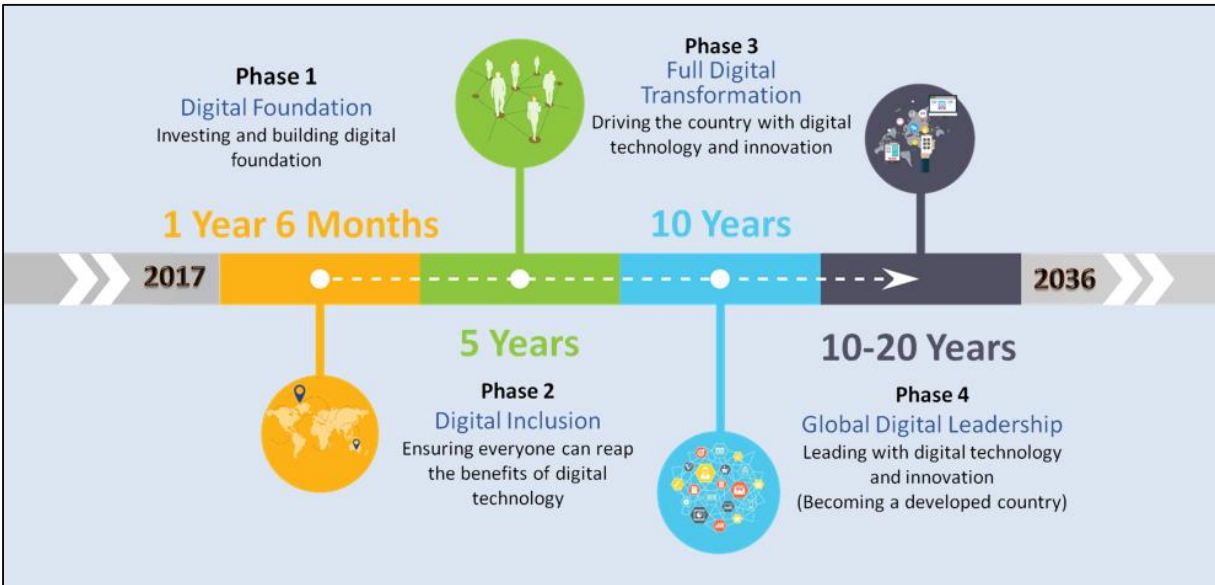 Phase 1
Digital Foundation
Investing and building digital
foundation
1 Year 6 Months
Phase 3
Full Digital
Transformation
Driving the country with digital
technology and innovation
10 Years
2017
2036
5 Years
Phase 2
Digital Inclusion
Ensuring everyone can reap
the benefits of digital
technology
10-20 Years
Phase 4
Global Digital Leadership
Leading with digital technology
and innovation
(Becoming a developed country)